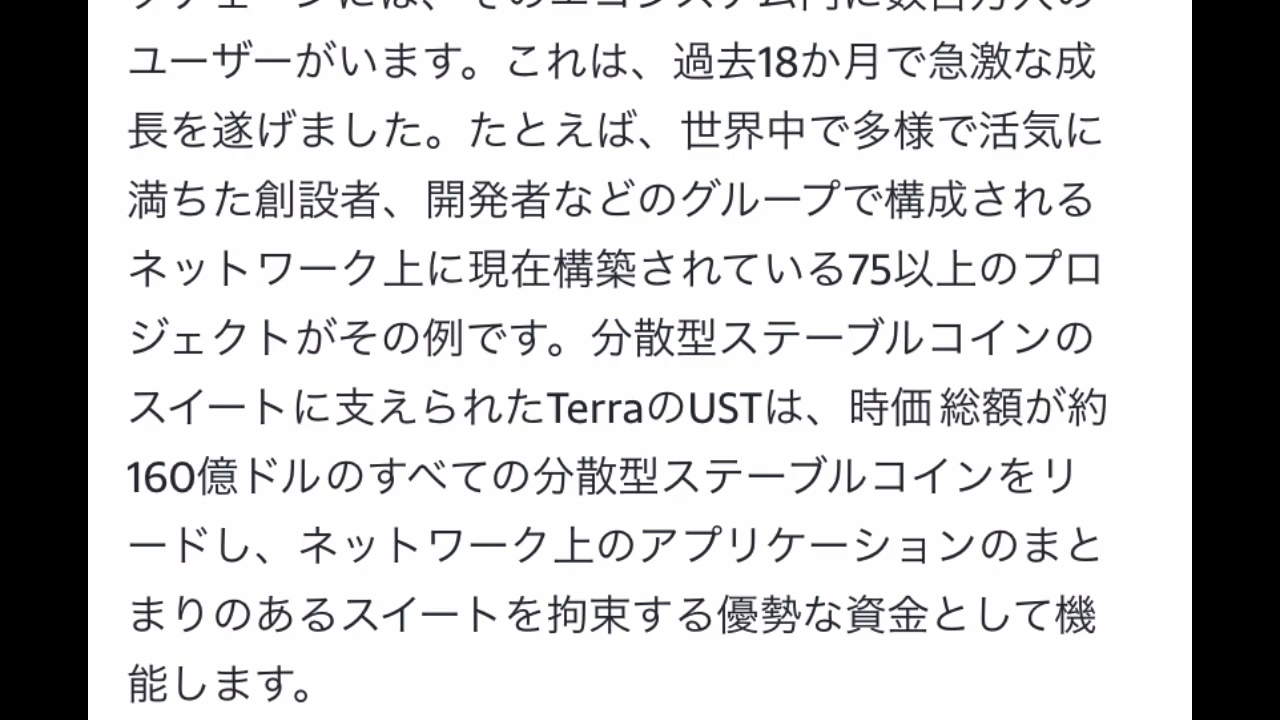 ユーザーがいます。これは、過去18か月で急激な成
長を遂げました。たとえば、世界中で多様で活気に
満ちた創設者、開発者などのグループで構成される
ネットワーク上に現在構築されている75以上のプロ
ジェクトがその例です。分散型ステーブルコインの
スイートに支えられたTerraのUSTは、時価総額が約
160億ドルのすべての分散型ステーブルコインをリ
ードし、ネットワーク上のアプリケーションのまと
まりのあるスイートを拘束する優勢な資金として機
能します。